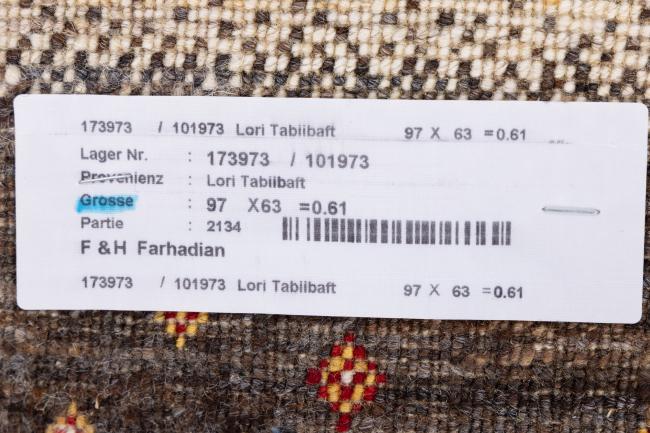 173973 / 101973 Lori Tabiibaft 97 X 63 =0.61
Lager Nr. : 173973 / 101973
Provenienz : Lori Tabiibaft
Grosse : 97 X63 =0.61
Partie : 2134
F & H Farhadian
173973 / 101973 Lori Tabiibaft 97 X 63 =0.61